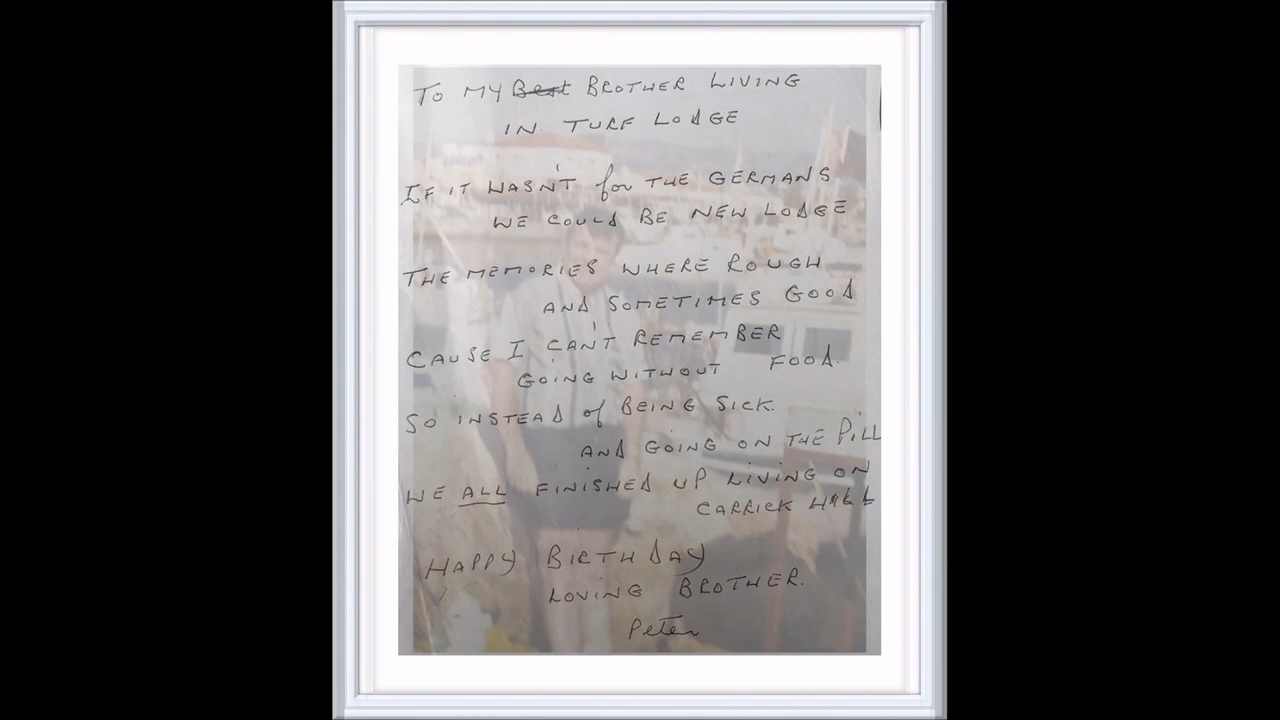 TO MY Best BROTHER LIVING
IN TURF LODGE
IF IT WASN'T for THE GERMANS
WE COULD BE NEW LODGE
THE MEMORIES WHERE ROUGH
AND SOMETIMES GOOD
CAUSE I CAN'T REMEMBER
GOING WITHOUT FOOD.
SO INSTEAD of BEING SICK.
AND GOING ON THE PILL
WE ALL FINISHED UP LIVING ON
CARRICK HILL
HAPPY BIRTHDAY
LOVING BROTHER.
Peter